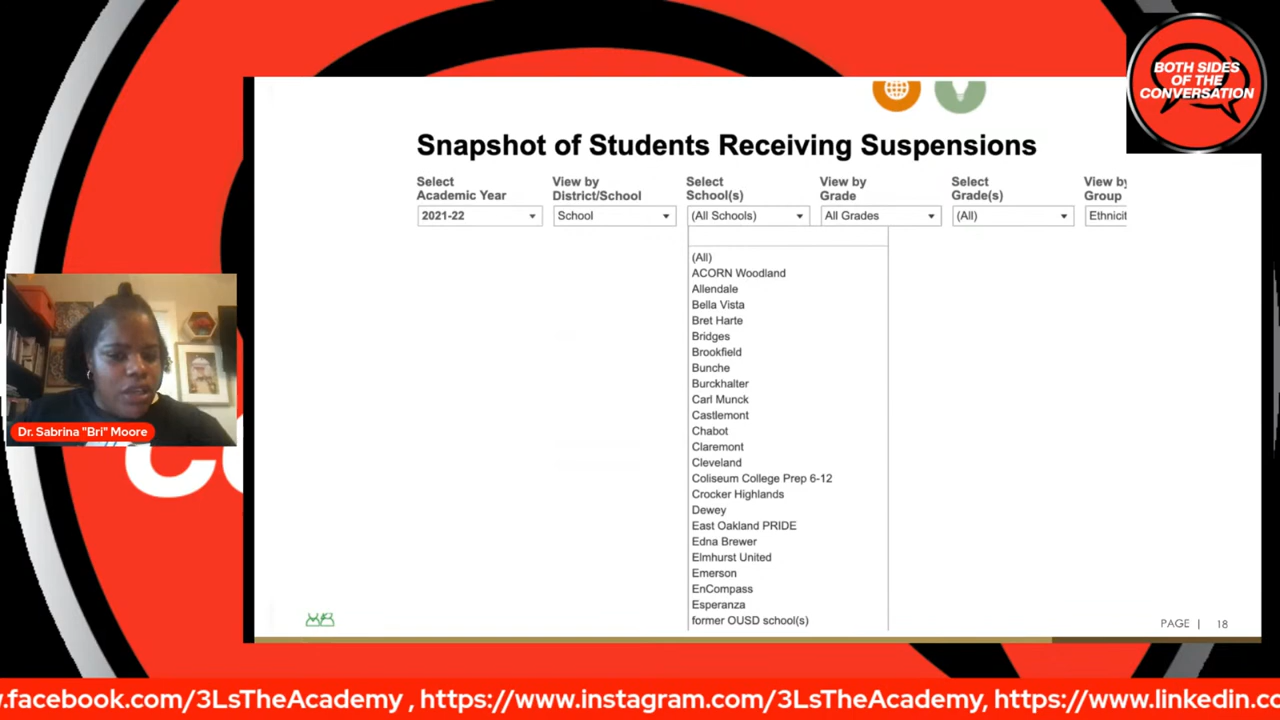 BOTH SIDES
OF THE
CONVERSATION
Snapshot of Students Receiving Suspensions
Select
Academic Year
View by
District/School
Select
School(s)
View by
Grade
Select
Grade(s)
View by
Group
2021-22
School
(All Schools)
All Grades
(All)
Ethnicit
(All)
ACORN Woodland
Allendale
Bella Vista
Bret Harte
Bridges
Brookfield
Bunche
Burckhalter
Carl Munck
Castlemont
Chabot
Claremont
Cleveland
Coliseum College Prep 6-12
Crocker Highlands
Dewey
East Oakland PRIDE
Edna Brewer
Elmhurst United
Emerson
EnCompass
Esperanza
former OUSD school(s)
Dr. Sabrina "Bri" Moore
PAGE | 18
.facebook.com/3LsTheAcademy , https://www.instagram.com/3LsTheAcademy, https://www.linkedin.co